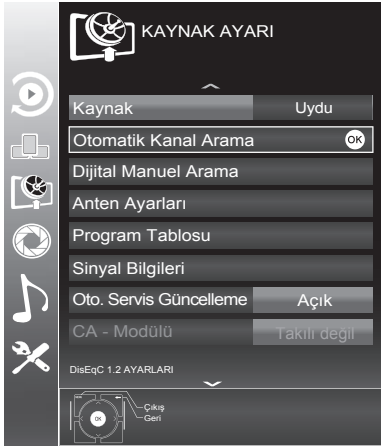 KAYNAK AYARI
Kaynak Uydu
Otomatik Kanal Arama OK
Dijital Manuel Arama
Anten Ayarları
Program Tablosu
Sinyal Bilgileri
Oto. Servis Güncelleme Açık
CA - Modülü Takılı değil
DisEqC 1.2 AYARLARI
Çıkış
OK Geri